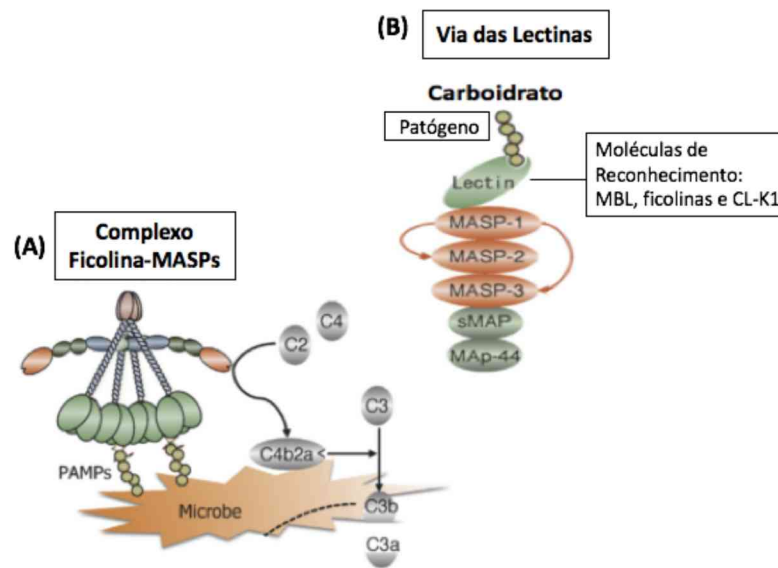 (B)
Via das Lectinas
Carboidrato
Patógeno
Lectin
Moléculas de
Reconhecimento:
MBL, ficolinas e CL-K1
MASP-1
MASP-2
MASP-3
sMAP
MAp-44
(A)
Complexo
Ficolina-MASPs
C4
C2
C3
C4b2a
PAMPs
Microbe
C3b
C3a